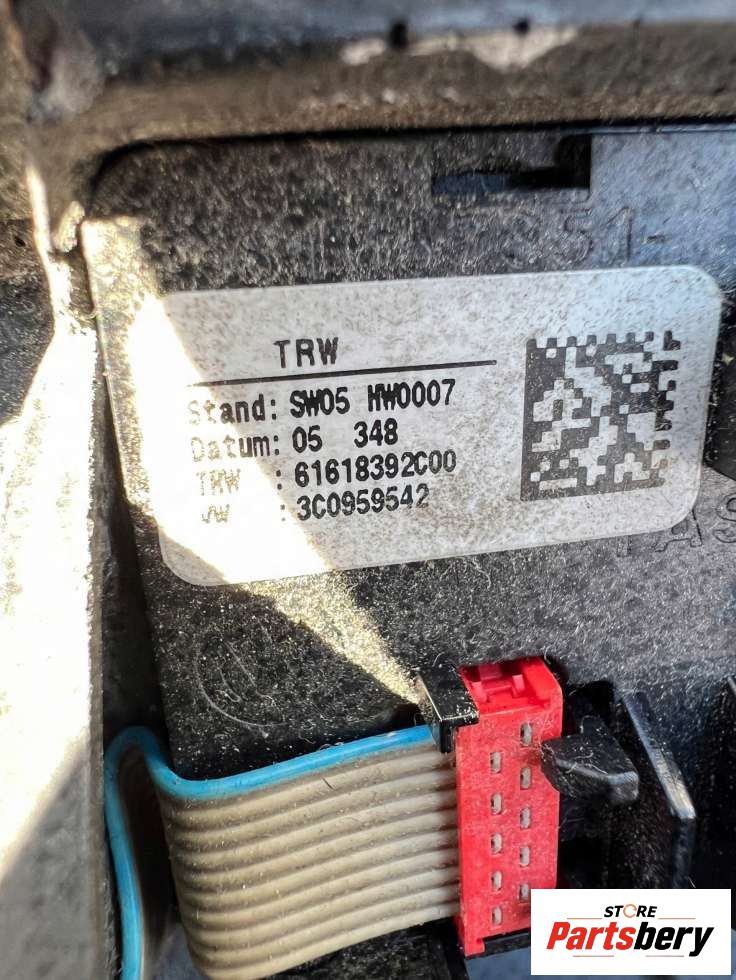 TRW
Stand: SW05 HW0007
Datum: 05 348
TRW : 61618392C00
VW : 3C0959542
STORE
Partsbery